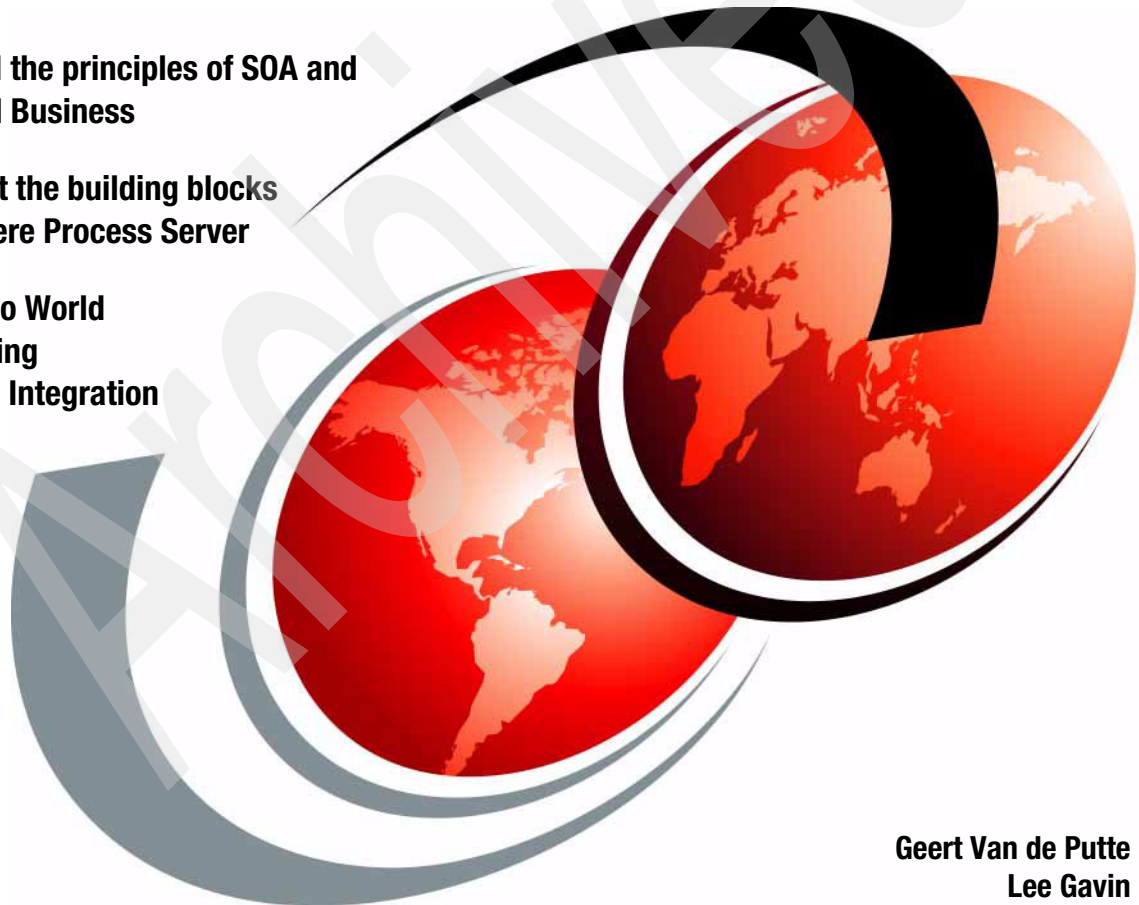 the principles of SOA and
Business
t the building blocks
ere Process Server
o World
ing
Integration
Archive
Geert Van de Putte
Lee Gavin